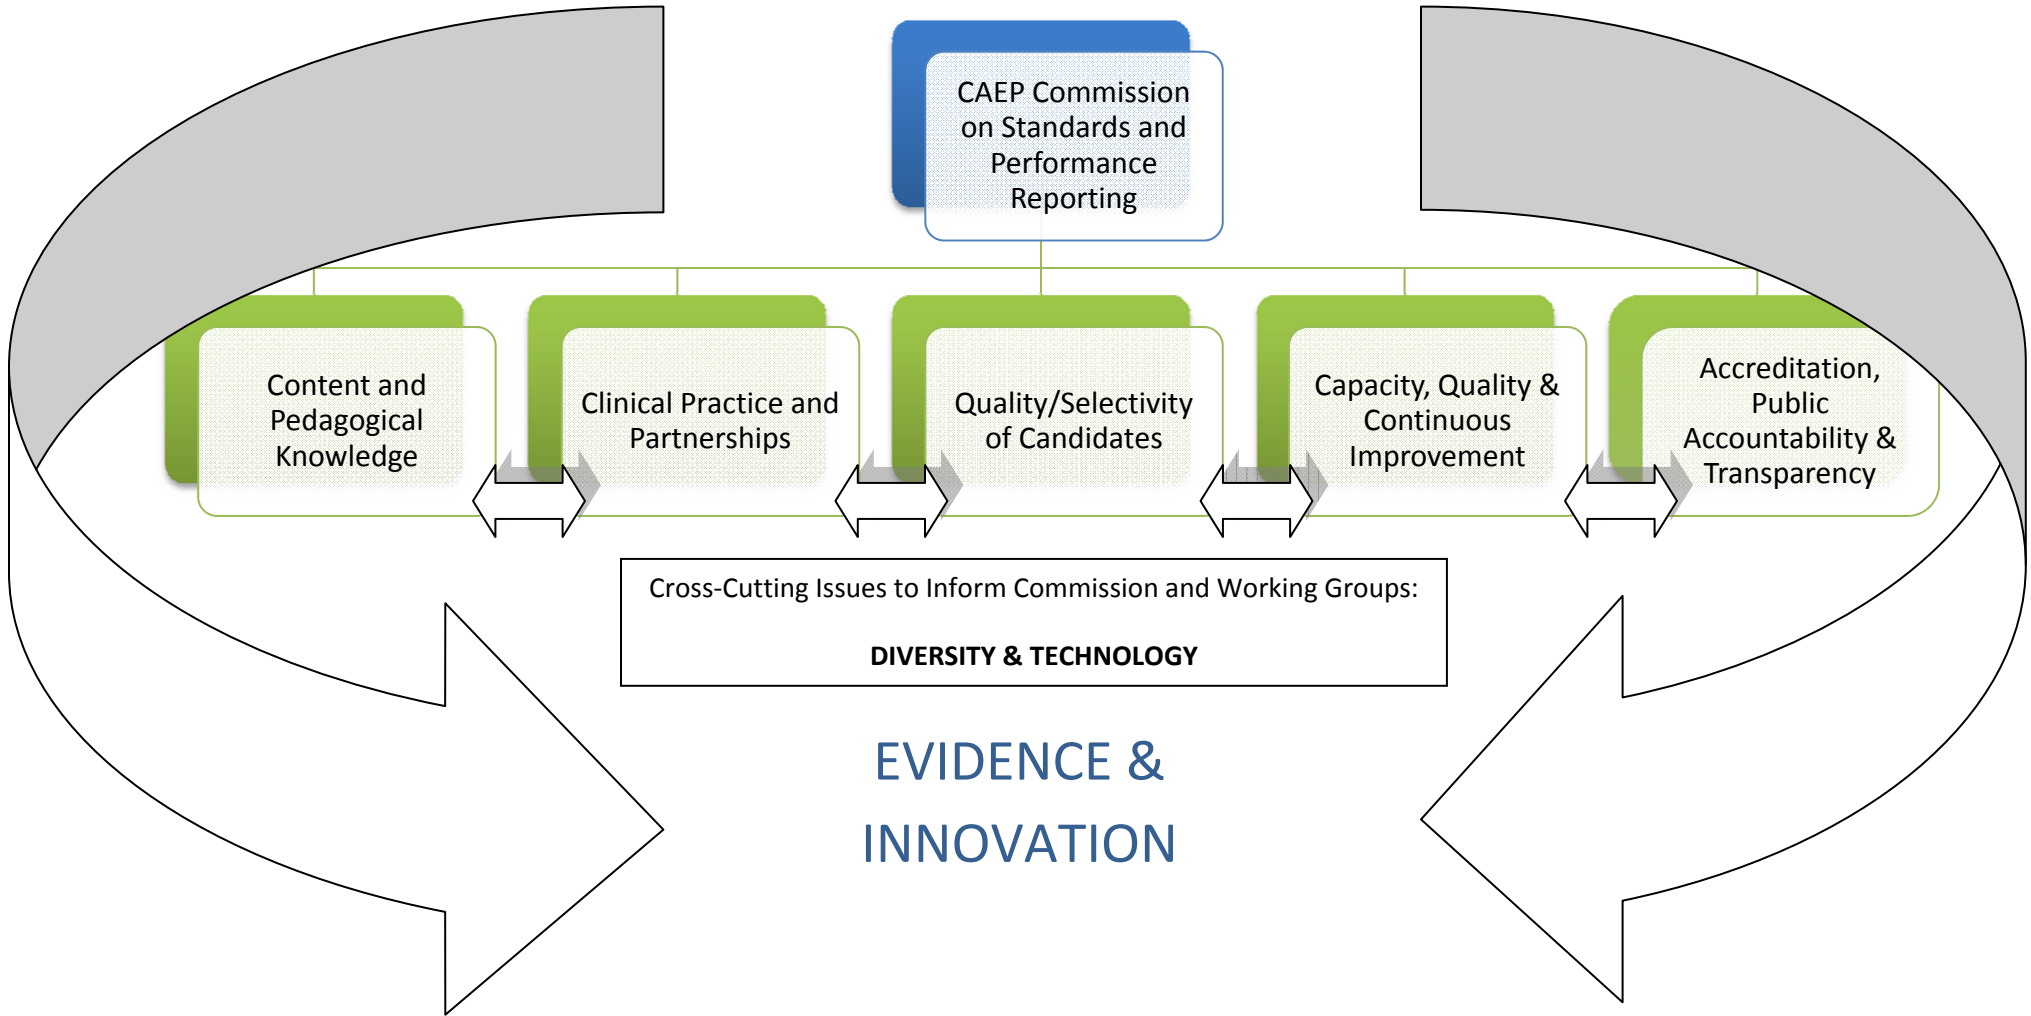 CAEP Commission
on Standards and
Performance
Reporting
Content and
Pedagogical
Knowledge
Clinical Practice and
Partnerships
Quality/Selectivity
of Candidates
Capacity, Quality &
Continuous
Improvement
Accreditation,
Public
Accountability &
Transparency
Cross-Cutting Issues to Inform Commission and Working Groups:
DIVERSITY & TECHNOLOGY
EVIDENCE &
INNOVATION